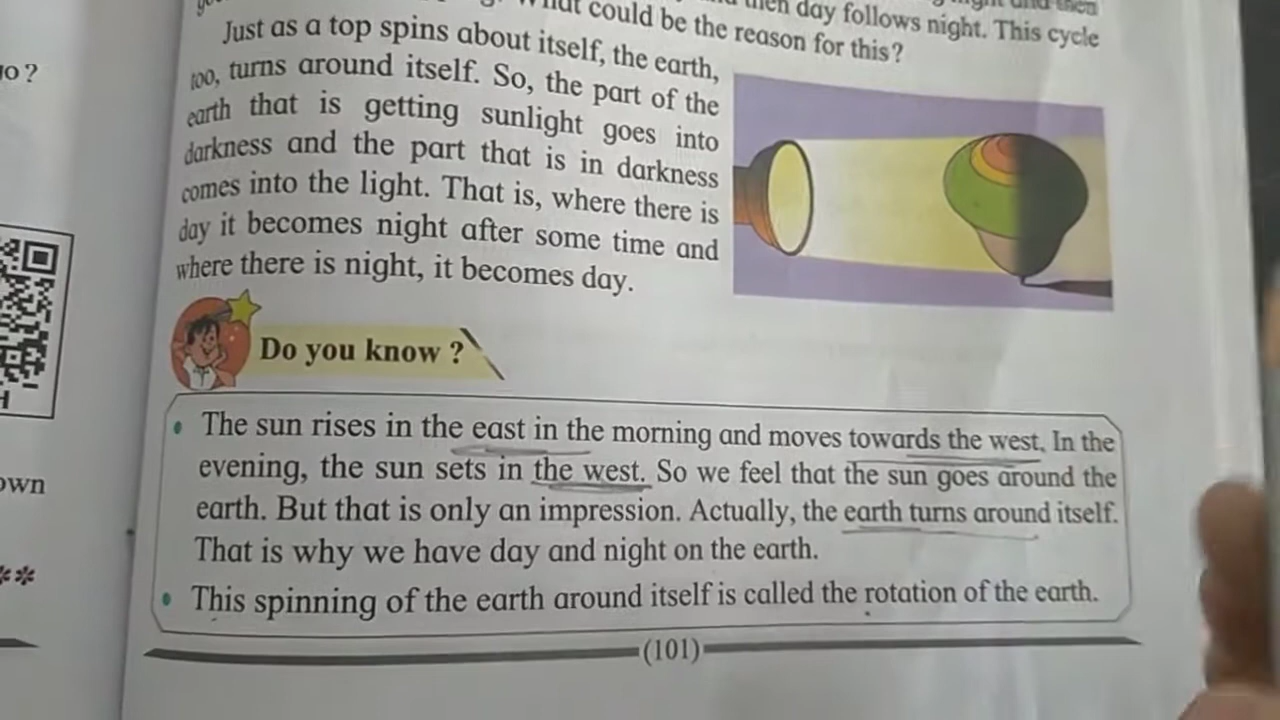 o ?
H
own
**
What could be the reason for this?
then day follows night. This cycle
Just as a top spins about itself, the earth,
too, turns around itself. So, the part of the
earth that is getting sunlight goes into
darkness and the part that is in darkness
comes into the light. That is, where there is
day it becomes night after some time and
where there is night, it becomes day.
Do you know ?
• The sun rises in the east in the morning and moves towards the west. In the
evening, the sun sets in the west. So we feel that the sun goes around the
earth. But that is only an impression. Actually, the earth turns around itself.
That is why we have day and night on the earth.
• This spinning of the earth around itself is called the rotation of the earth.
(101)